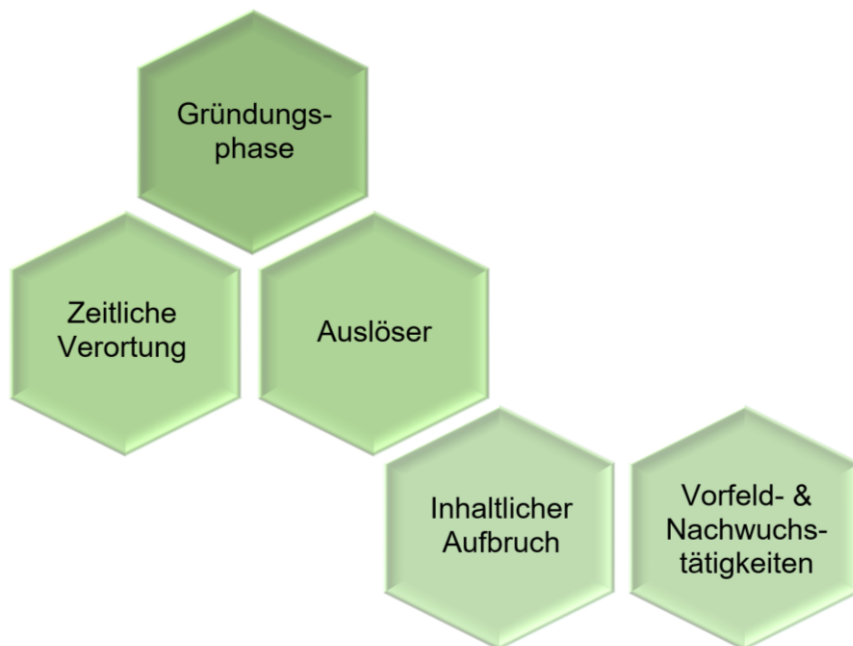 Gründungs-
phase
Zeitliche
Verortung
Auslöser
Inhaltlicher
Aufbruch
Vorfeld- &
Nachwuchs-
tätigkeiten